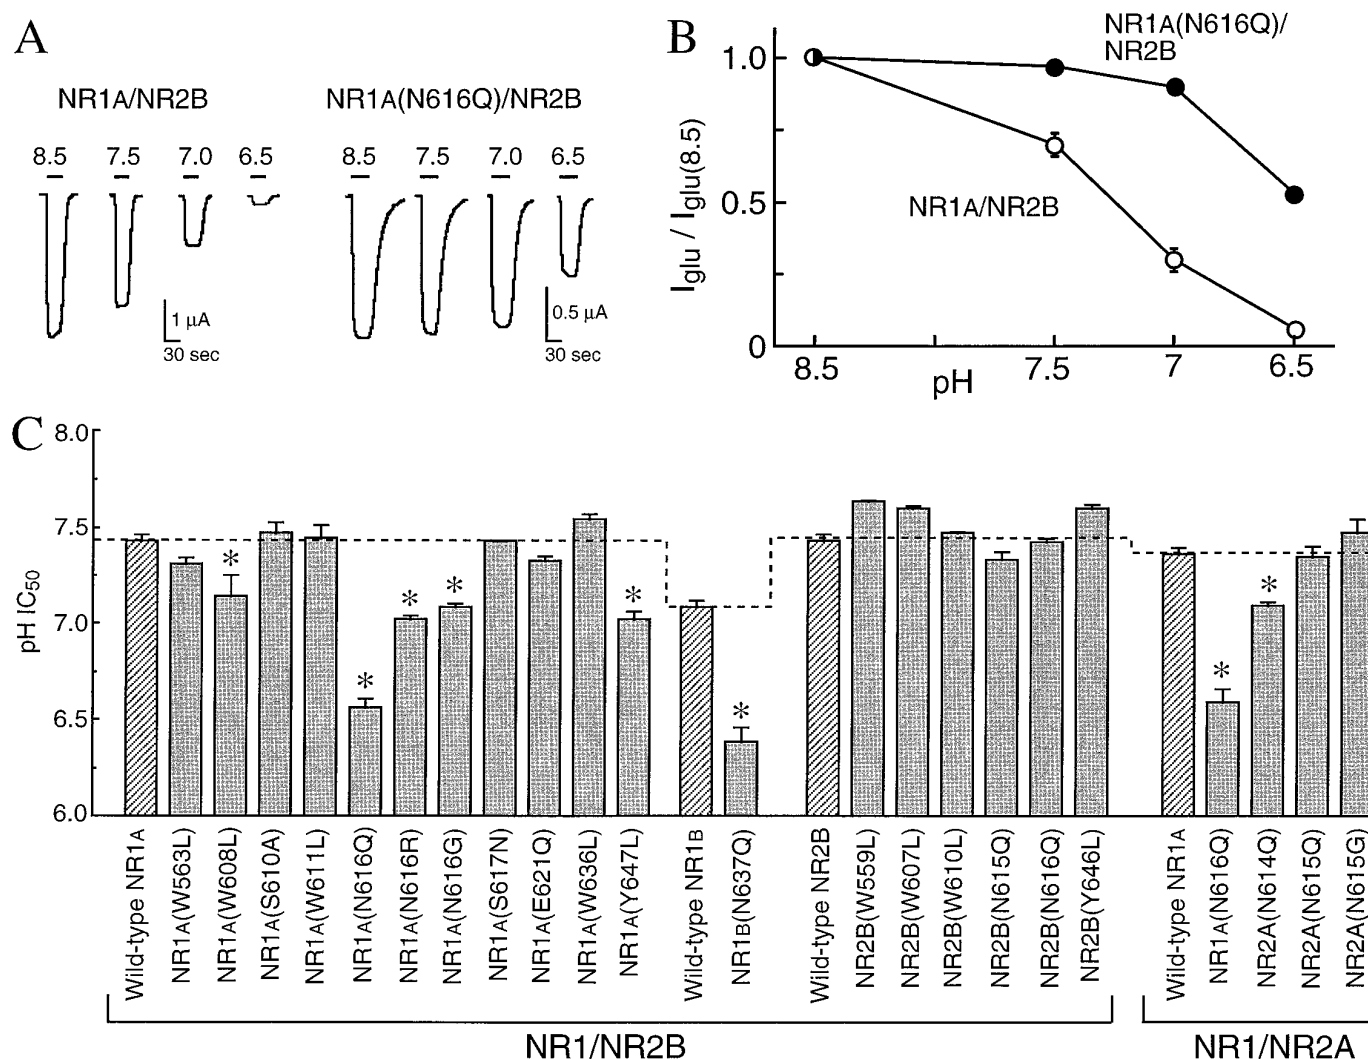 A
NR1A/NR2B
NR1A(N616Q)/NR2B
8.5 7.5 7.0 6.5
8.5 7.5 7.0 6.5
1 μA
30 sec
0.5 μA
30 sec
B
NR1A(N616Q)/
NR2B
NR1A/NR2B
Iglu / Iglu(8.5)
1.0
0.5
0
8.5 7.5 7 6.5
pH
C
pH IC50
8.0
7.5
7.0
6.5
6.0
* * * * * * * *
Wild-type NR1A
NR1A(W563L)
NR1A(W608L)
NR1A(S610A)
NR1A(W611L)
NR1A(N616Q)
NR1A(N616R)
NR1A(N616G)
NR1A(S617N)
NR1A(E621Q)
NR1A(W636L)
NR1A(Y647L)
Wild-type NR1B
NR1B(N637Q)
Wild-type NR2B
NR2B(W559L)
NR2B(W607L)
NR2B(W610L)
NR2B(N615Q)
NR2B(N616Q)
NR2B(Y646L)
Wild-type NR1A
NR1A(N616Q)
NR2A(N614Q)
NR2A(N615Q)
NR2A(N615G)
NR1/NR2B
NR1/NR2A